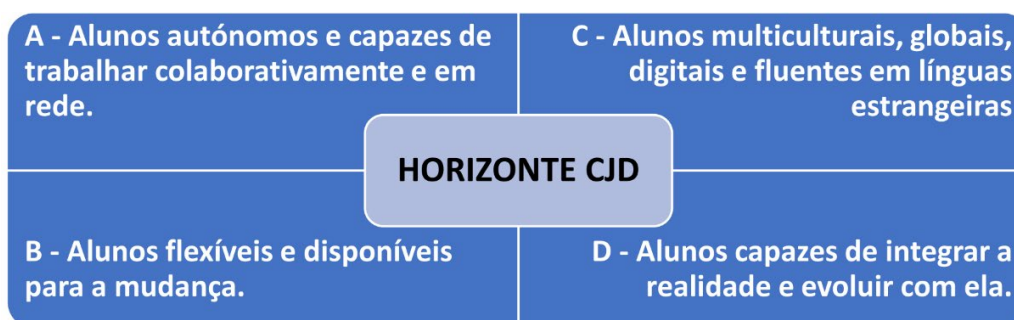 A - Alunos autónomos e capazes de
trabalhar colaborativamente e em
rede.
C - Alunos multiculturais, globais,
digitais e fluentes em línguas
estrangeiras
HORIZONTE CJD
B - Alunos flexíveis e disponíveis
para a mudança.
D - Alunos capazes de integrar a
realidade e evoluir com ela.